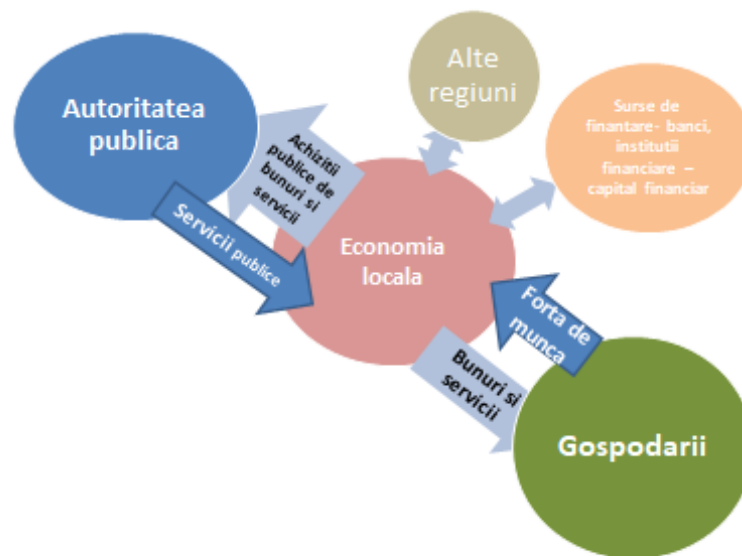 Autoritatea
publica
Alte
regiuni
Surse de
finantare- banci,
institutii
financiare –
capital financiar
Achizitii
publice de
bunuri si
servicii
Servicii publice
Economia
locala
Forta de
munca
Bunuri si
servicii
Gospodarii